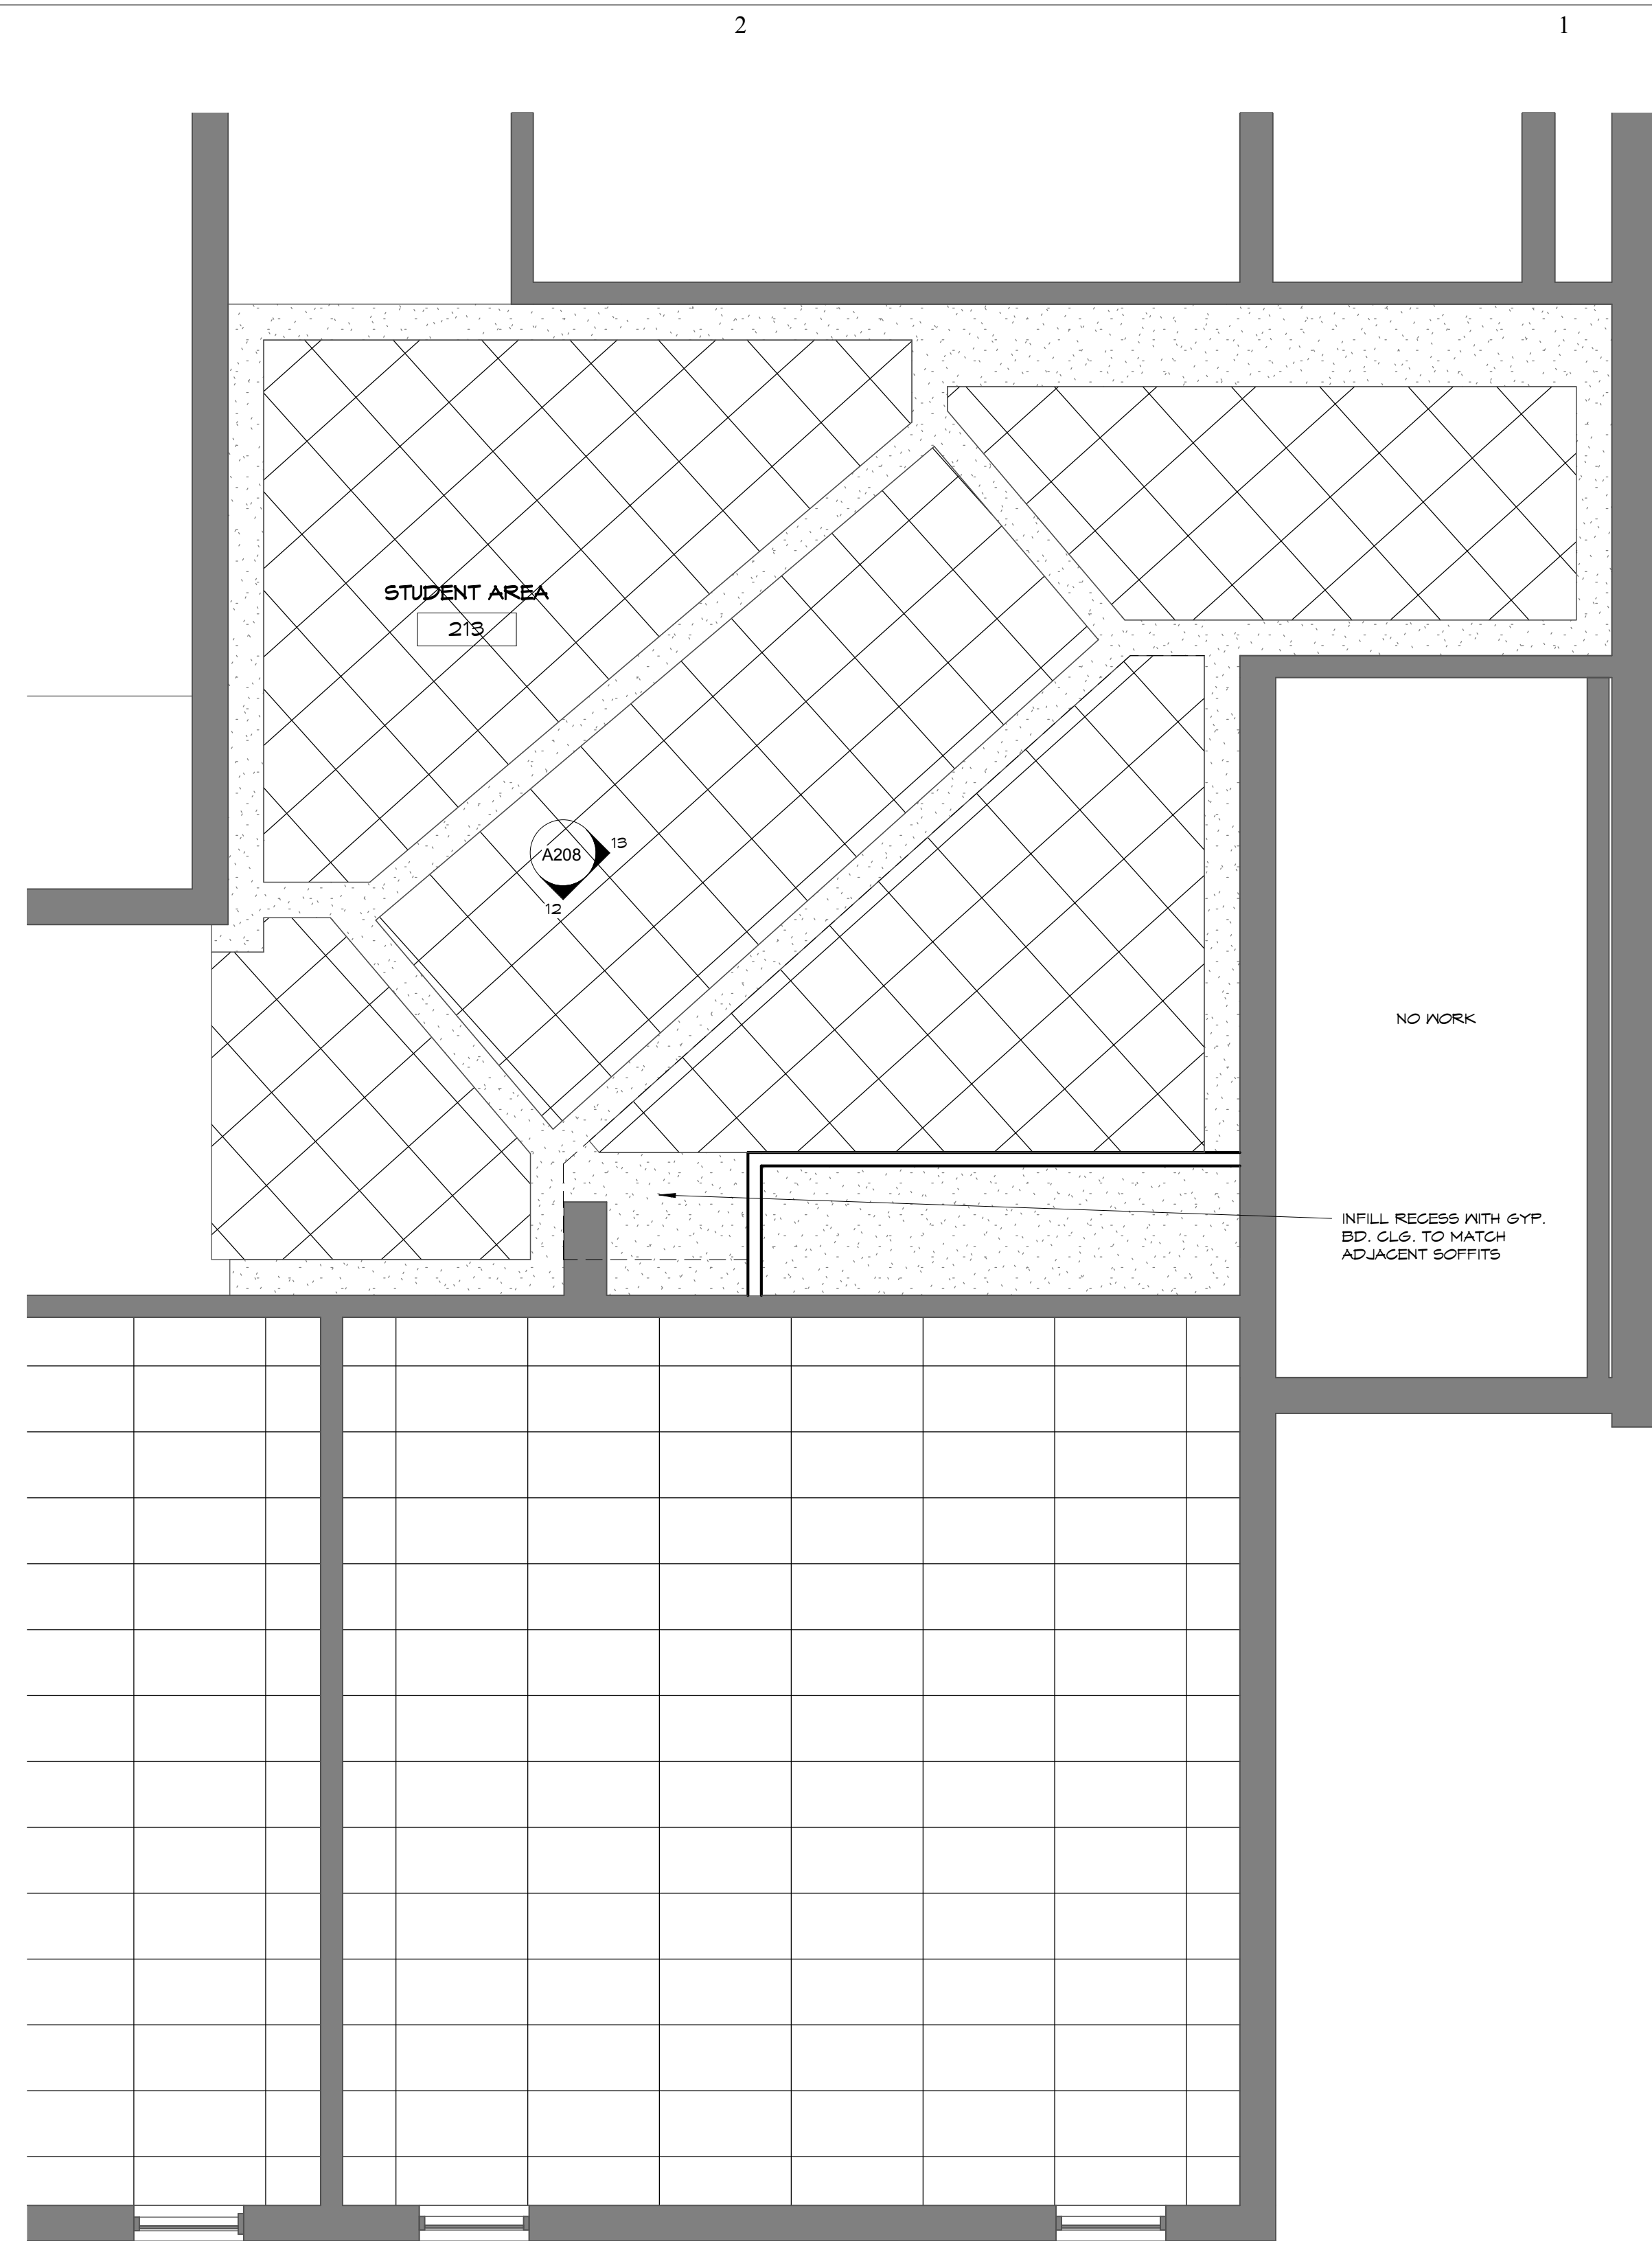 2
1
STUDENT AREA
213
A208
13
12
NO WORK
INFILL RECESS WITH GYP.
BD. CLG. TO MATCH
ADJACENT SOFFITS